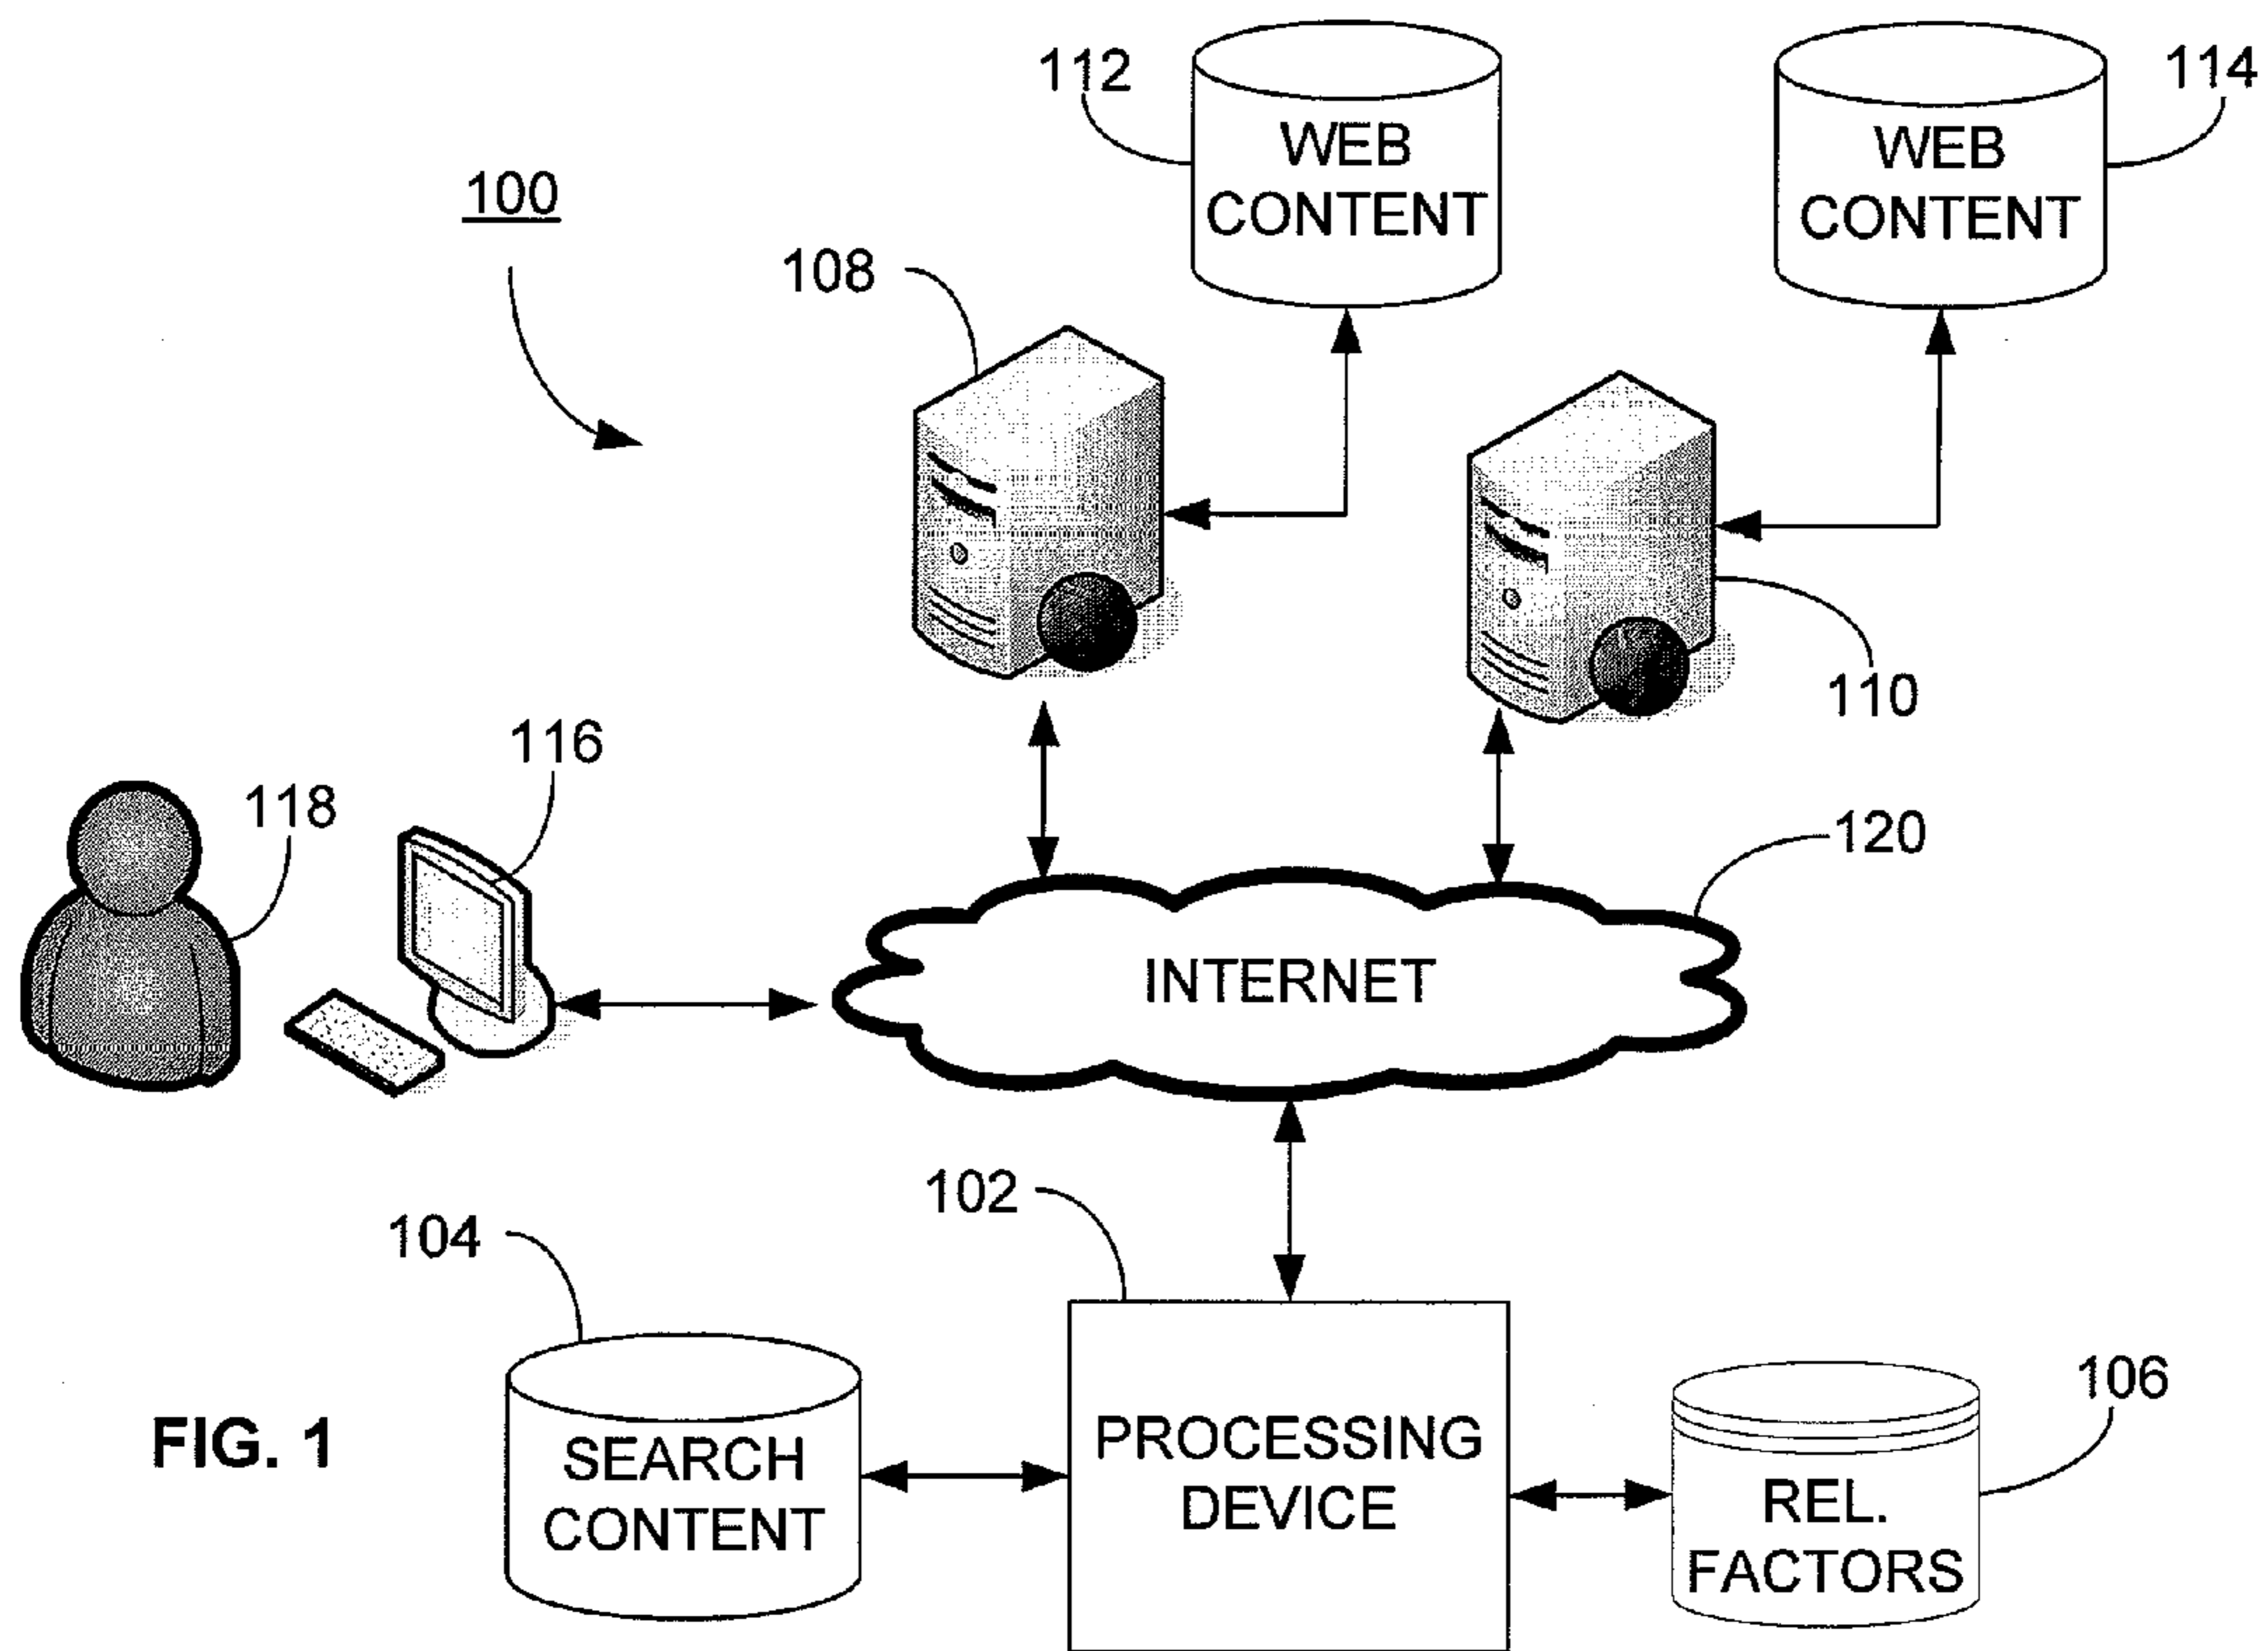 112
WEB
CONTENT
114
WEB
CONTENT
100
108
110
116
118
120
INTERNET
102
104
SEARCH
CONTENT
PROCESSING
DEVICE
106
REL.
FACTORS
FIG. 1